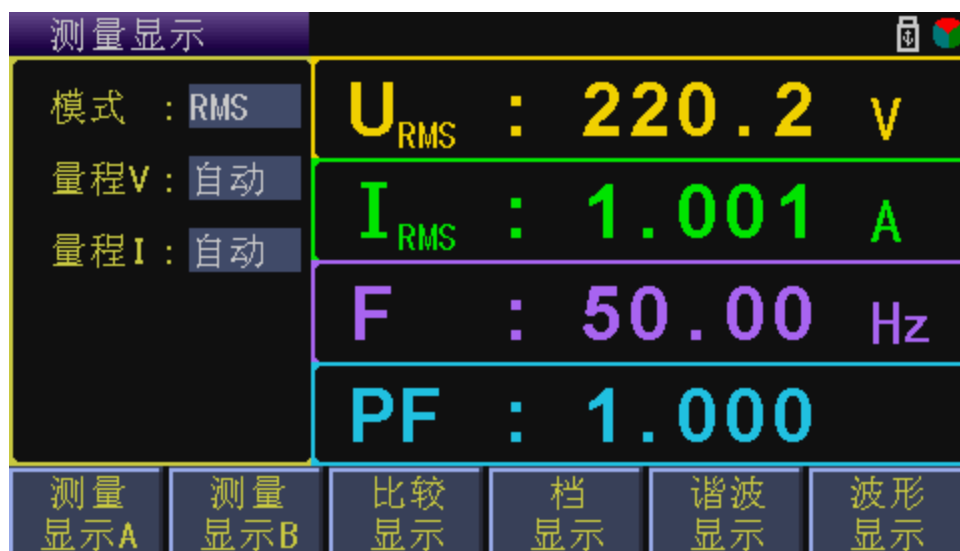 测量显示
模式 : RMS
量程V : 自动
量程I : 自动
URMS : 220.2 V
IRMS : 1.001 A
F : 50.00 Hz
PF : 1.000
测量显示A
测量显示B
比较显示
档显示
谐波显示
波形显示